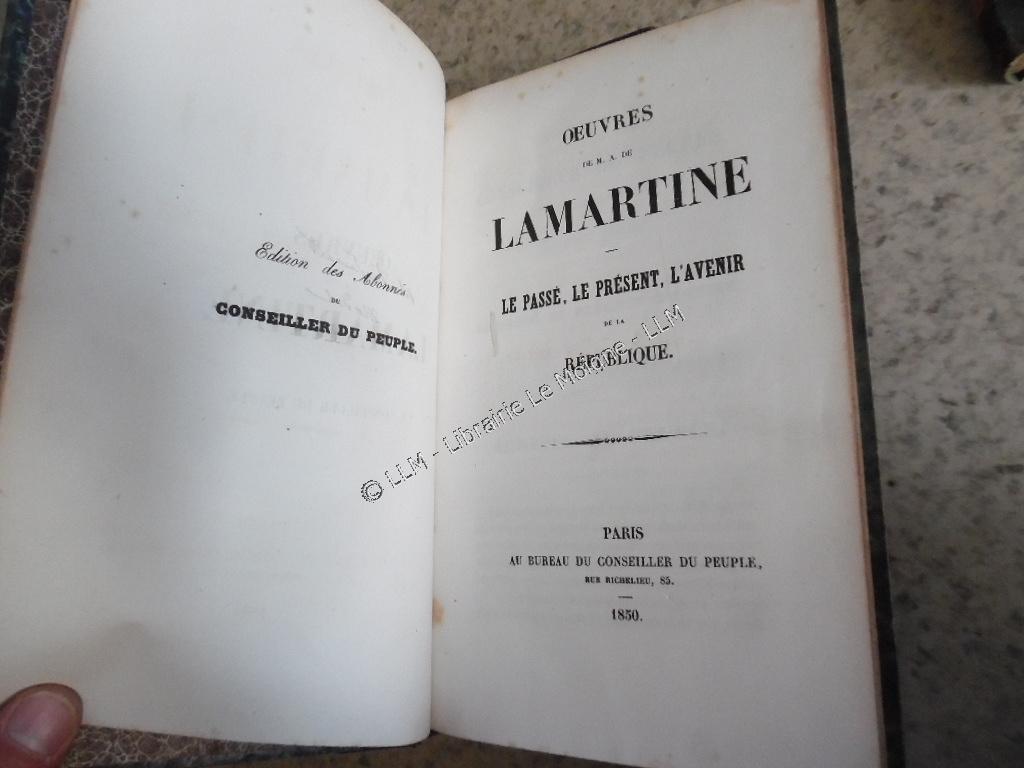 Edition des Abonnés
DU
CONSEILLER DU PEUPLE.
OEUVRES
DE M. A. DE
LAMARTINE
LE PASSÉ, LE PRÉSENT, L'AVENIR
DE LA
RÉPUBLIQUE.
PARIS
AU BUREAU DU CONSEILLER DU PEUPLE,
RUE RICHELIEU, 85.
1850.
© LLM - Librairie Le Moigne - LLM